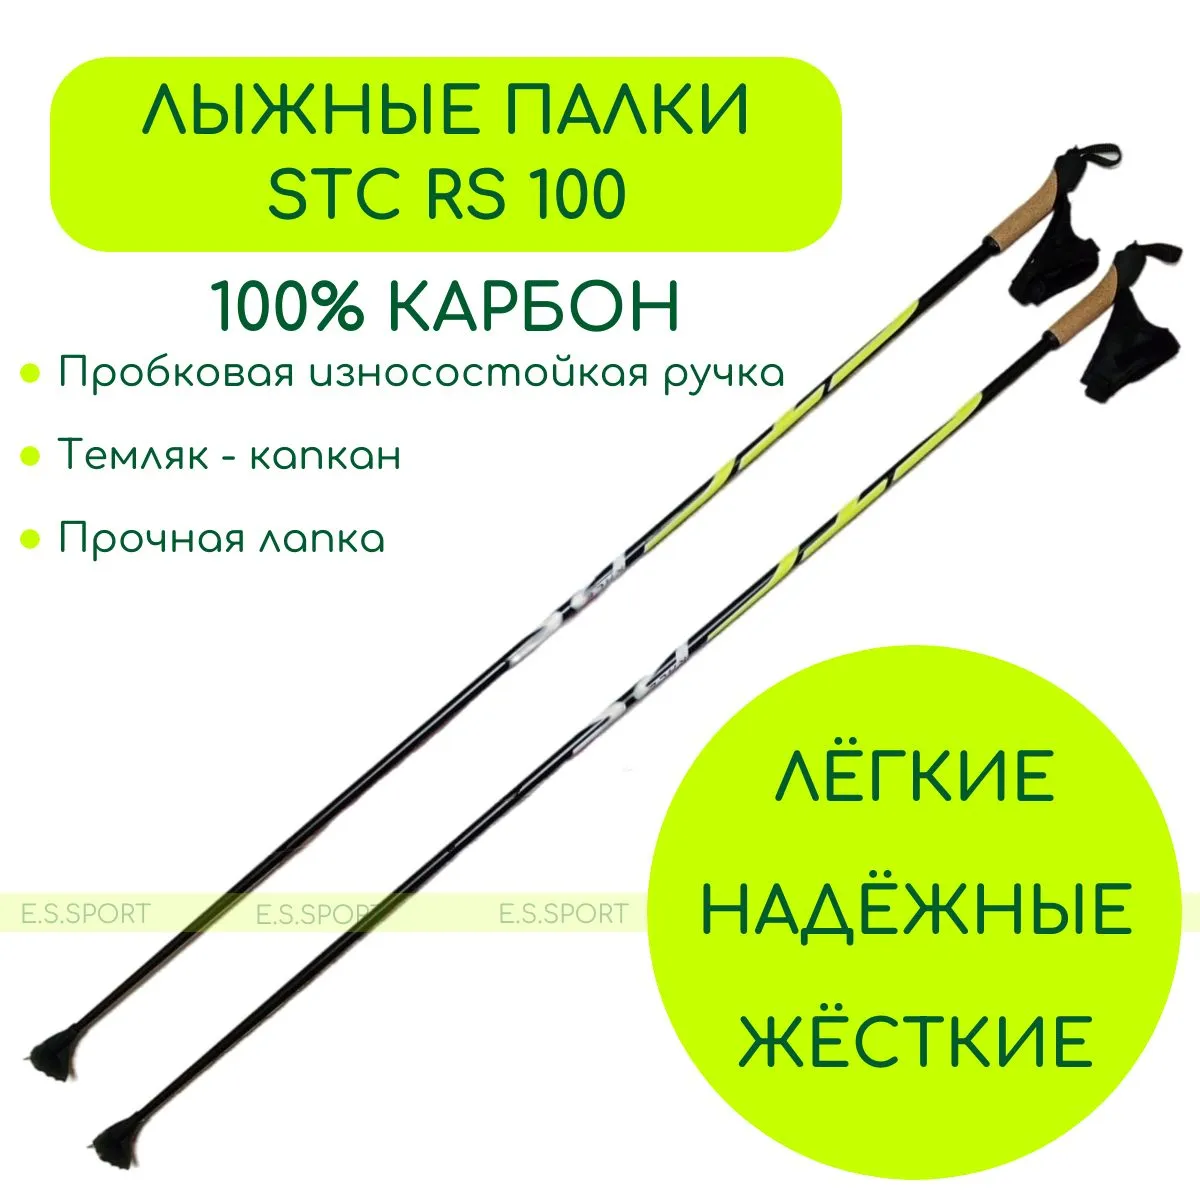 ЛЫЖНЫЕ ПАЛКИ
STC RS 100
100% КАРБОН
Пробковая износостойкая ручка
Темляк - капкан
Прочная лапка
ЛЁГКИЕ
НАДЁЖНЫЕ
ЖЁСТКИЕ
E.S.SPORT E.S.SPORT E.S.SPORT